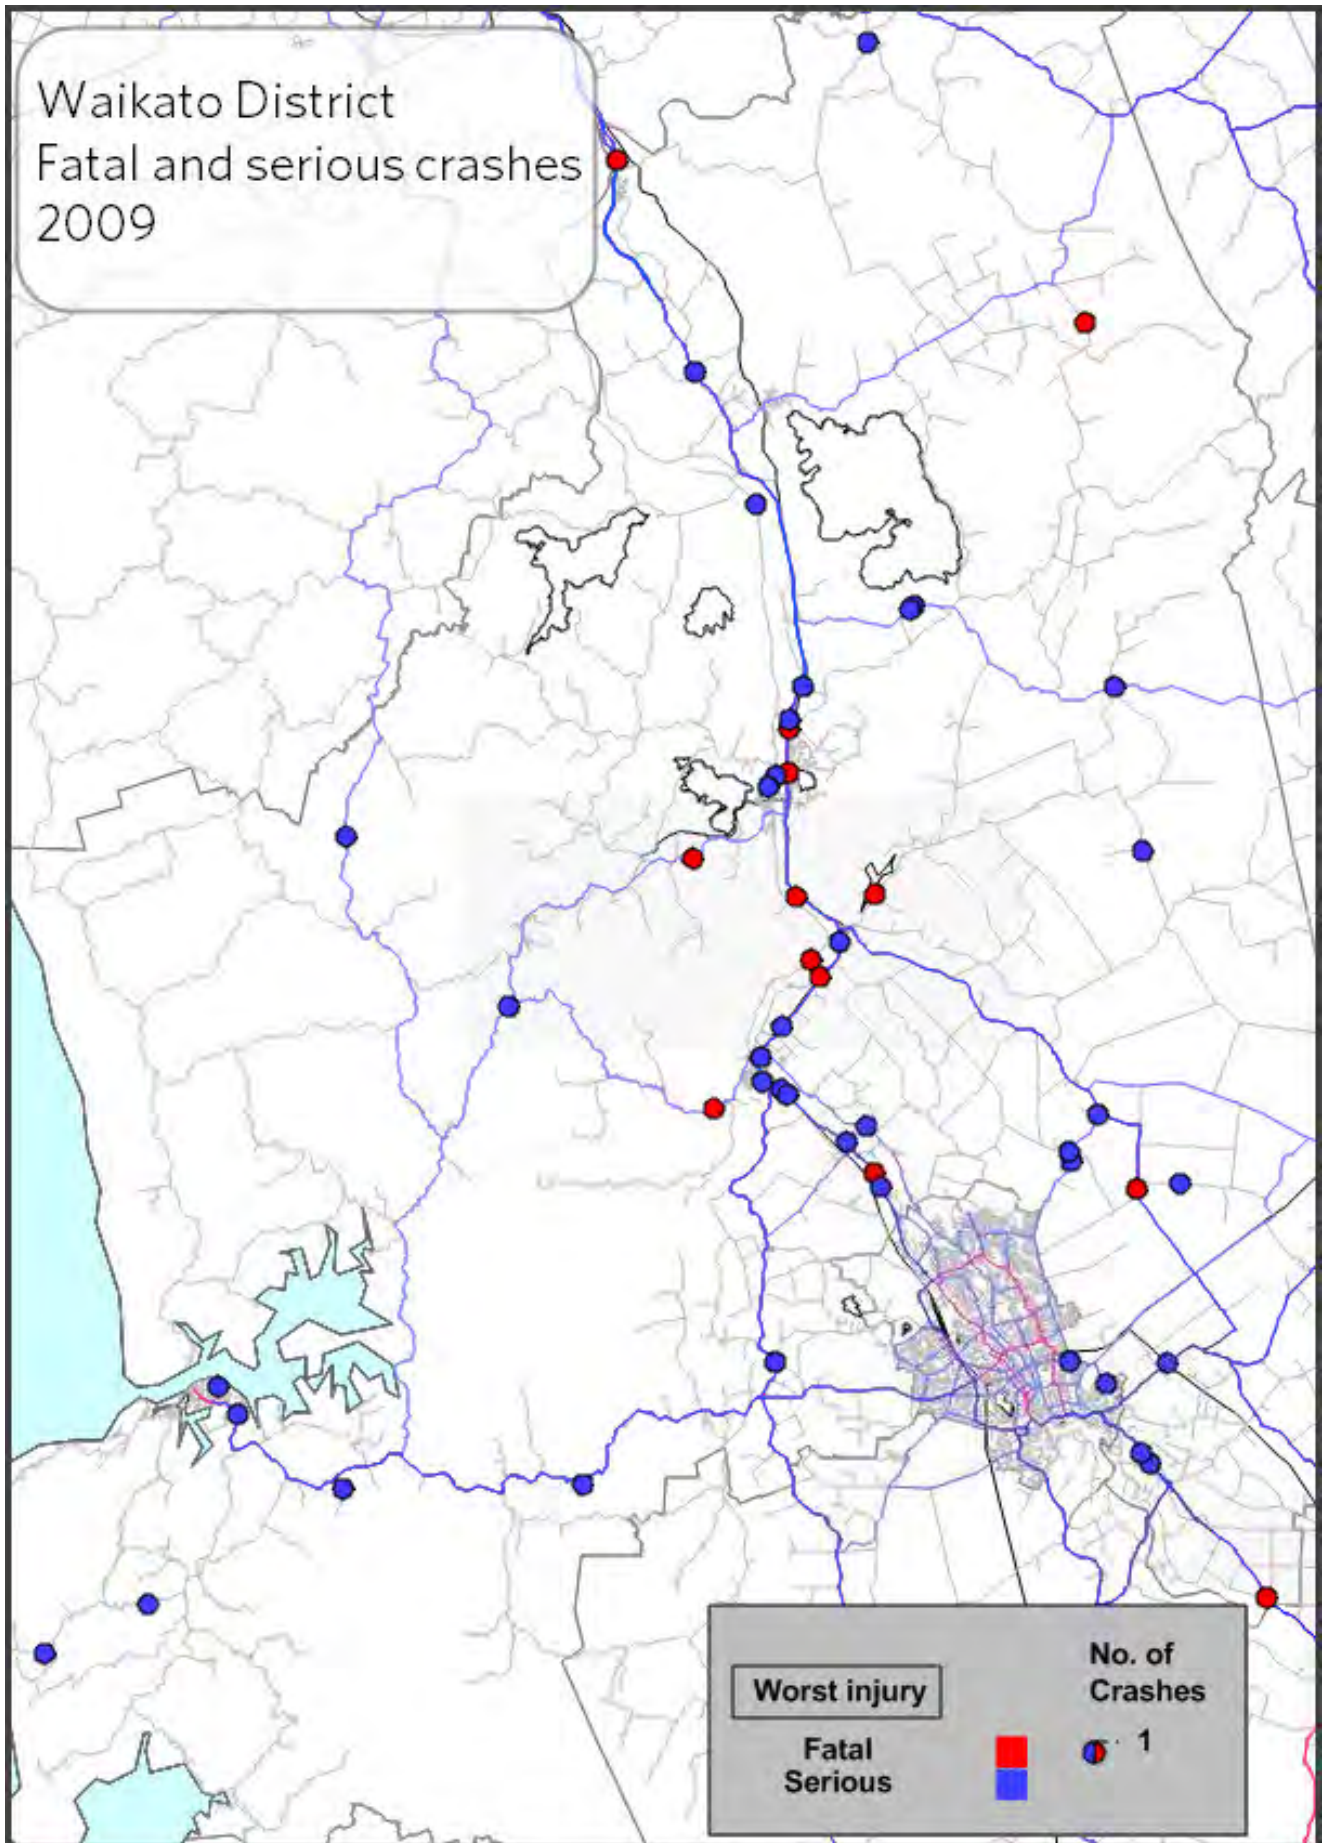 Waikato District
Fatal and serious crashes
2009
No. of
Crashes
Worst injury
1
Fatal
Serious